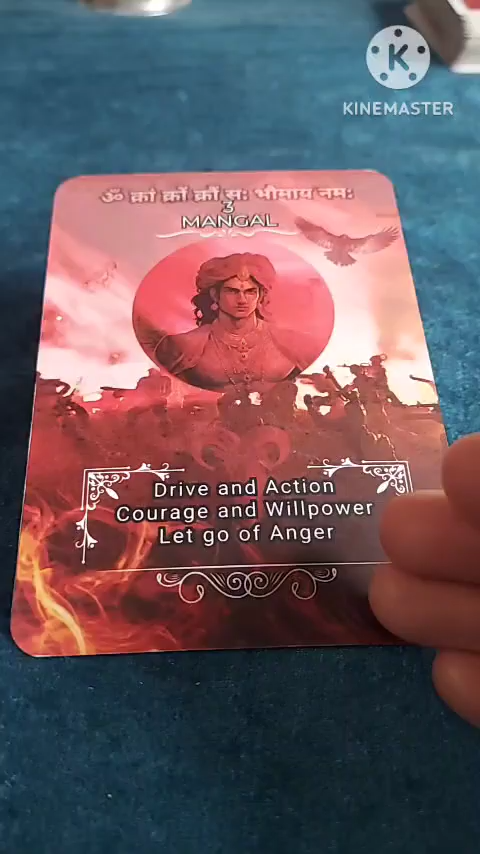 K
KINEMASTER
ॐ क्रां क्रीं क्रौं सः भौमाय नमः
3
MANGAL
Drive and Action
Courage and Willpower
Let go of Anger